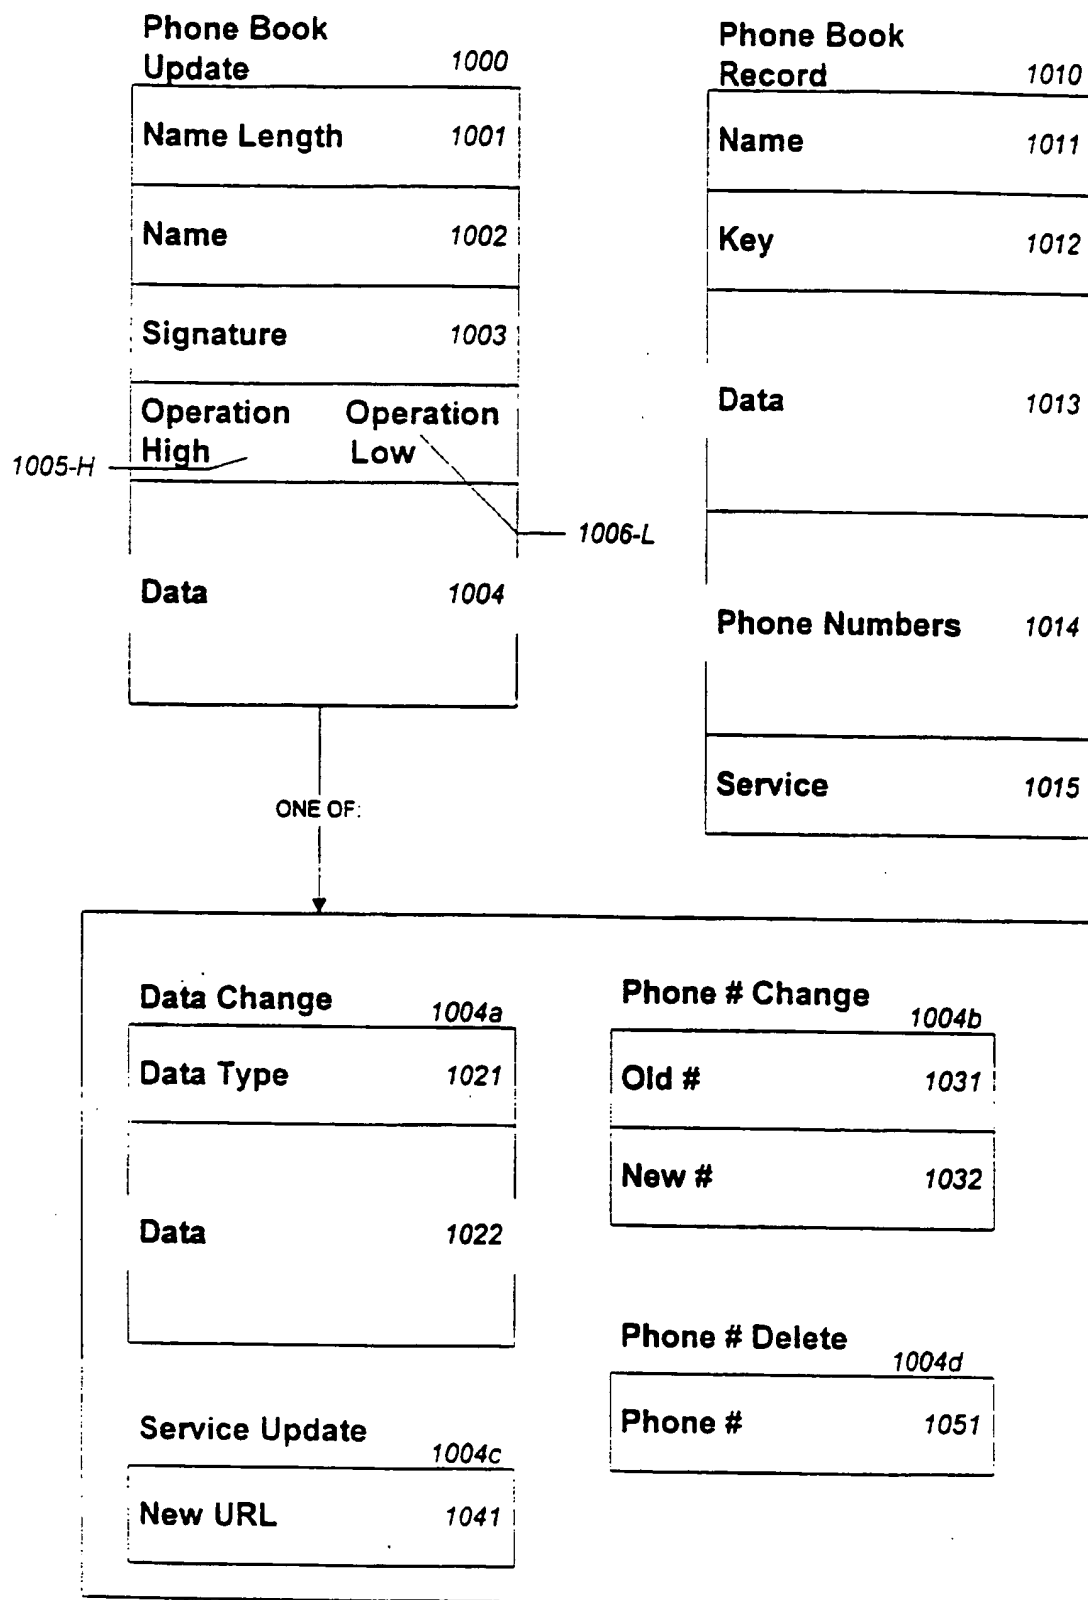 Phone Book
Update 1000
Name Length 1001
Name 1002
Signature 1003
Operation Operation
High Low
1005-H
1006-L
Data 1004
ONE OF:
Phone Book
Record 1010
Name 1011
Key 1012
Data 1013
Phone Numbers 1014
Service 1015
Data Change 1004a
Data Type 1021
Data 1022
Phone # Change 1004b
Old # 1031
New # 1032
Service Update 1004c
New URL 1041
Phone # Delete 1004d
Phone # 1051